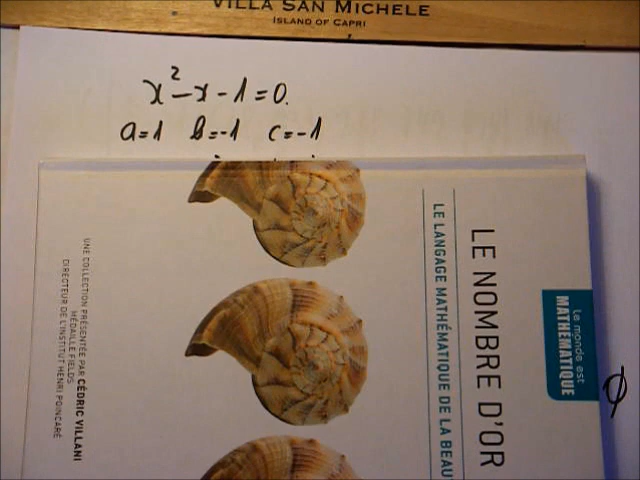 VILLA SAN MICHELE
ISLAND OF CAPRI
x²-x-1=0.
a=1 b=-1 c=-1
Le monde est
MATHÉMATIQUE
LE NOMBRE D'OR
LE LANGAGE MATHÉMATIQUE DE LA
UNE COLLECTION PRÉSENTÉE PAR CÉDRIC VILLANI
MÉDAILLE FIELDS
DIRECTEUR DE L'INSTITUT HENRI POINCARÉ